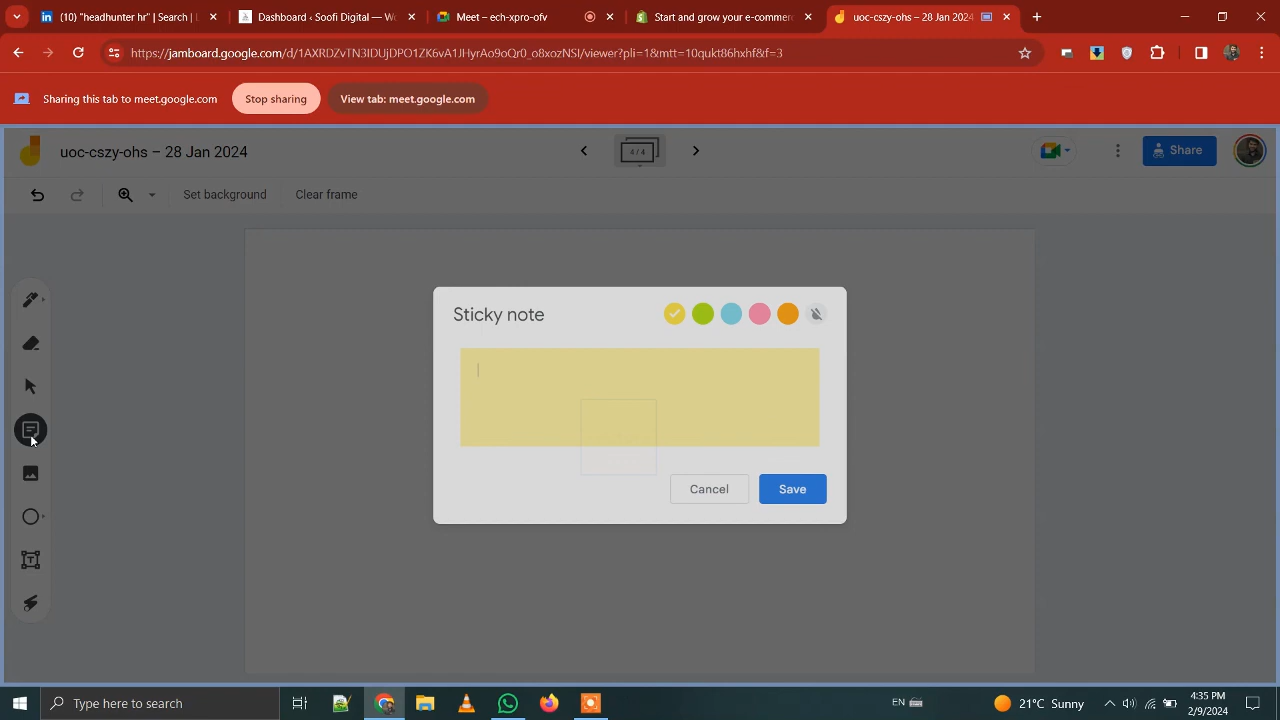 (1) "headhunter hr" | Search | L
Dashboard ‹ Soofi Digital — Wo
Meet – ech-xpro-ofv
Start and grow your e-commerc
uoc-cszy-ohs – 28 Jan 2024
https://jamboard.google.com/d/1AXRDZvTN3IDUjDPO1ZK6vA1JHyrAo9oQr0_o8xozNSI/viewer?pli=1&mtt=10qukt86hxhf&f=3
Sharing this tab to meet.google.com
Stop sharing
View tab: meet.google.com
uoc-cszy-ohs – 28 Jan 2024
4 / 4
Share
Set background
Clear frame
Sticky note
Cancel
Save
Type here to search
EN
21°C Sunny
4:35 PM
2/9/2024